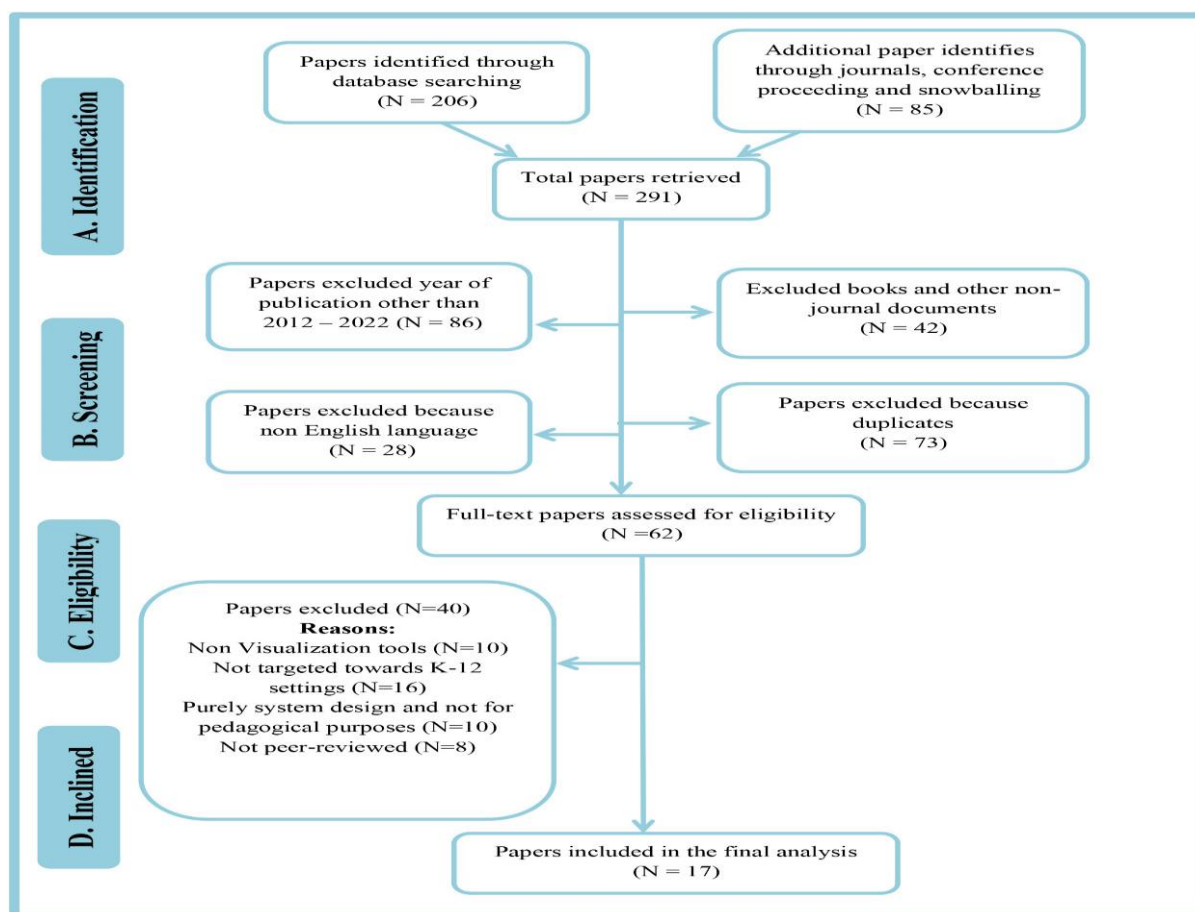 A. Identification
Papers identified through
database searching
(N = 206)
Additional paper identifies
through journals, conference
proceeding and snowballing
(N = 85)
Total papers retrieved
(N = 291)
B. Screening
Papers excluded year of
publication other than
2012 – 2022 (N = 86)
Excluded books and other non-
journal documents
(N = 42)
Papers excluded because
non English language
(N = 28)
Papers excluded because
duplicates
(N = 73)
C. Eligibility
Full-text papers assessed for eligibility
(N =62)
Papers excluded (N=40)
Reasons:
Non Visualization tools (N=10)
Not targeted towards K-12
settings (N=16)
Purely system design and not for
pedagogical purposes (N=10)
Not peer-reviewed (N=8)
D. Inclined
Papers included in the final analysis
(N = 17)